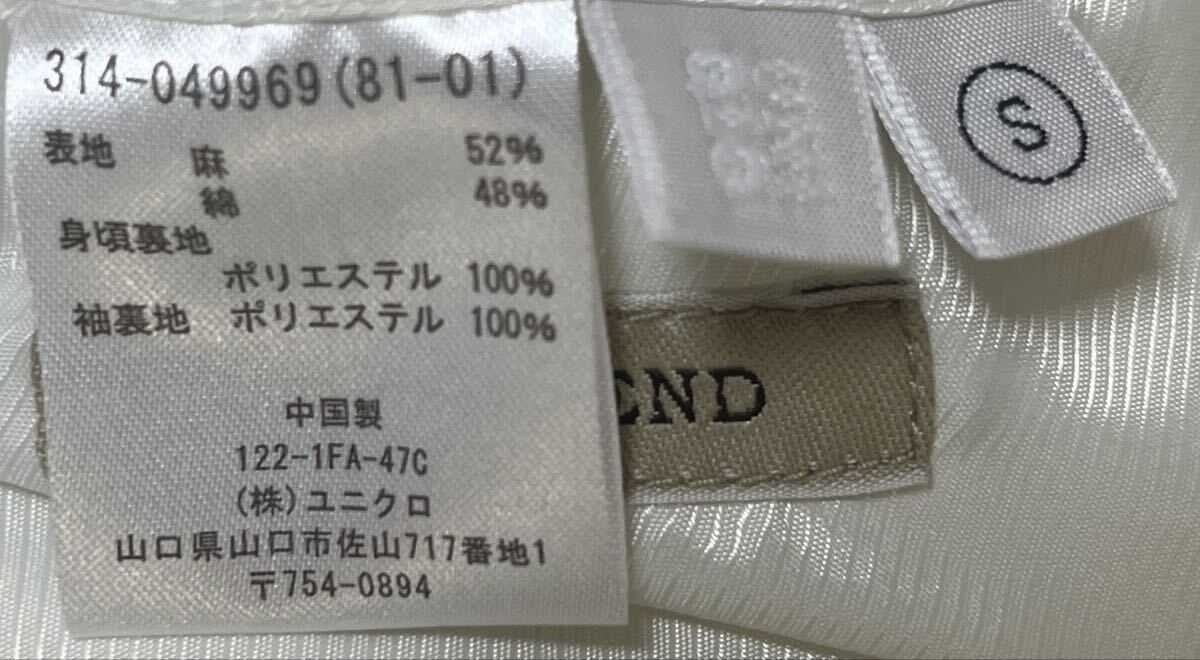 314-049969(81-01)
表地 麻 52%
綿 48%
身頃裏地
ポリエステル 100%
袖裏地 ポリエステル 100%
中国製
122-1FA-47C
(株)ユニクロ
山口県山口市佐山717番地1
〒754-0894
S
ND